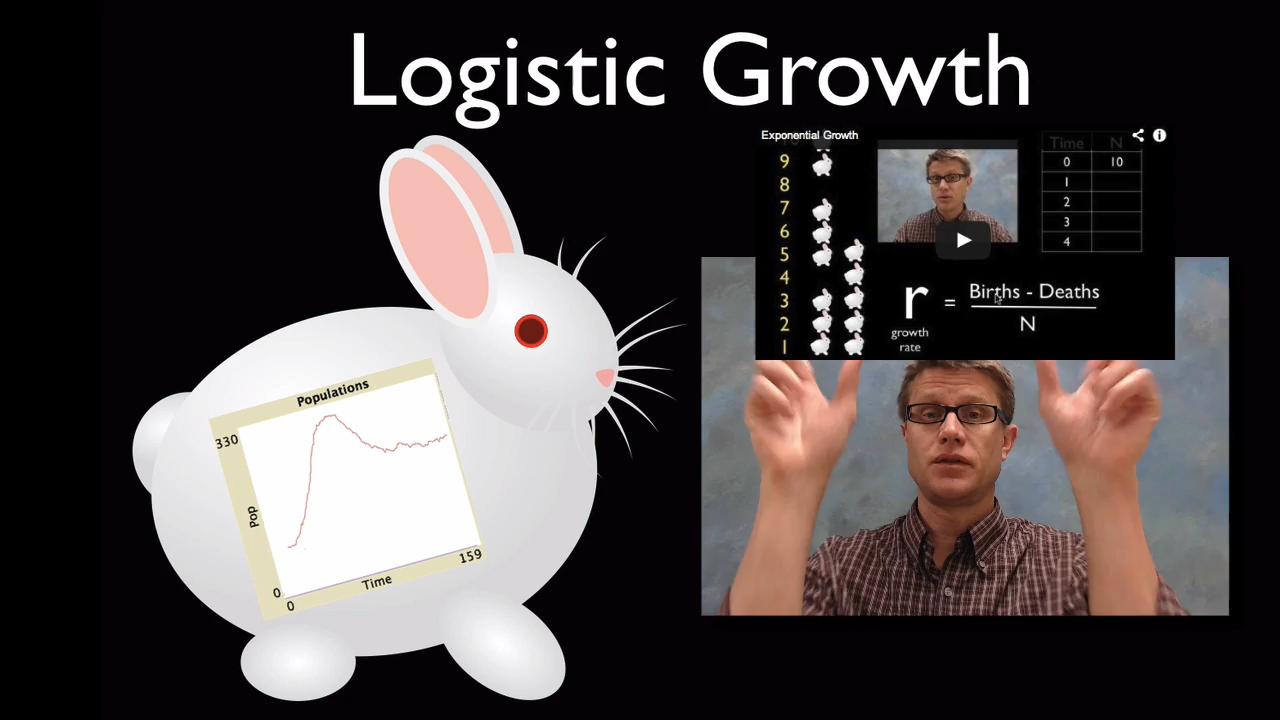 Logistic Growth
Exponential Growth
9
8
7
6
5
4
3
2
1
Time N
0 10
1
2
3
4
r = Births - Deaths
N
growth
rate
Populations
330
Pop
0
0
Time
159